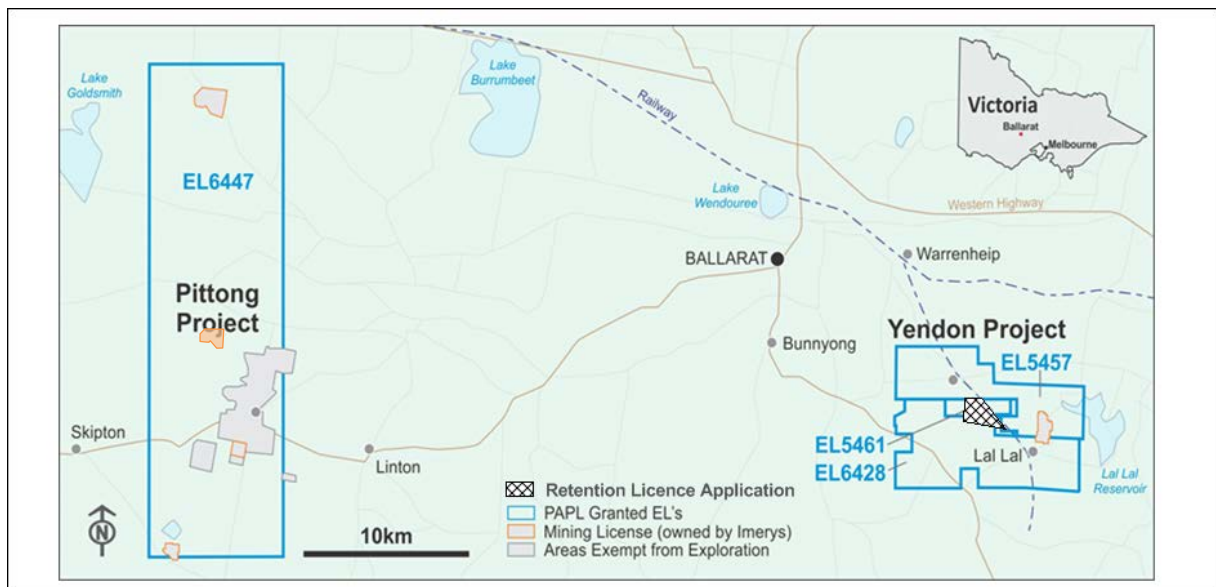 Lake
Goldsmith
EL6447
Pittong
Project
Skipton
Linton
Lake
Burrumbeet
Railway
Lake
Wendouree
BALLARAT
Bunnyong
Victoria
Ballarat
Melbourne
Western Highway
Warrenheip
Yendon Project
EL5457
EL5461
EL6428
Lal Lal
Lal Lal
Reservoir
N
10km
Retention Licence Application
PAPL Granted EL's
Mining License (owned by Imerys)
Areas Exempt from Exploration